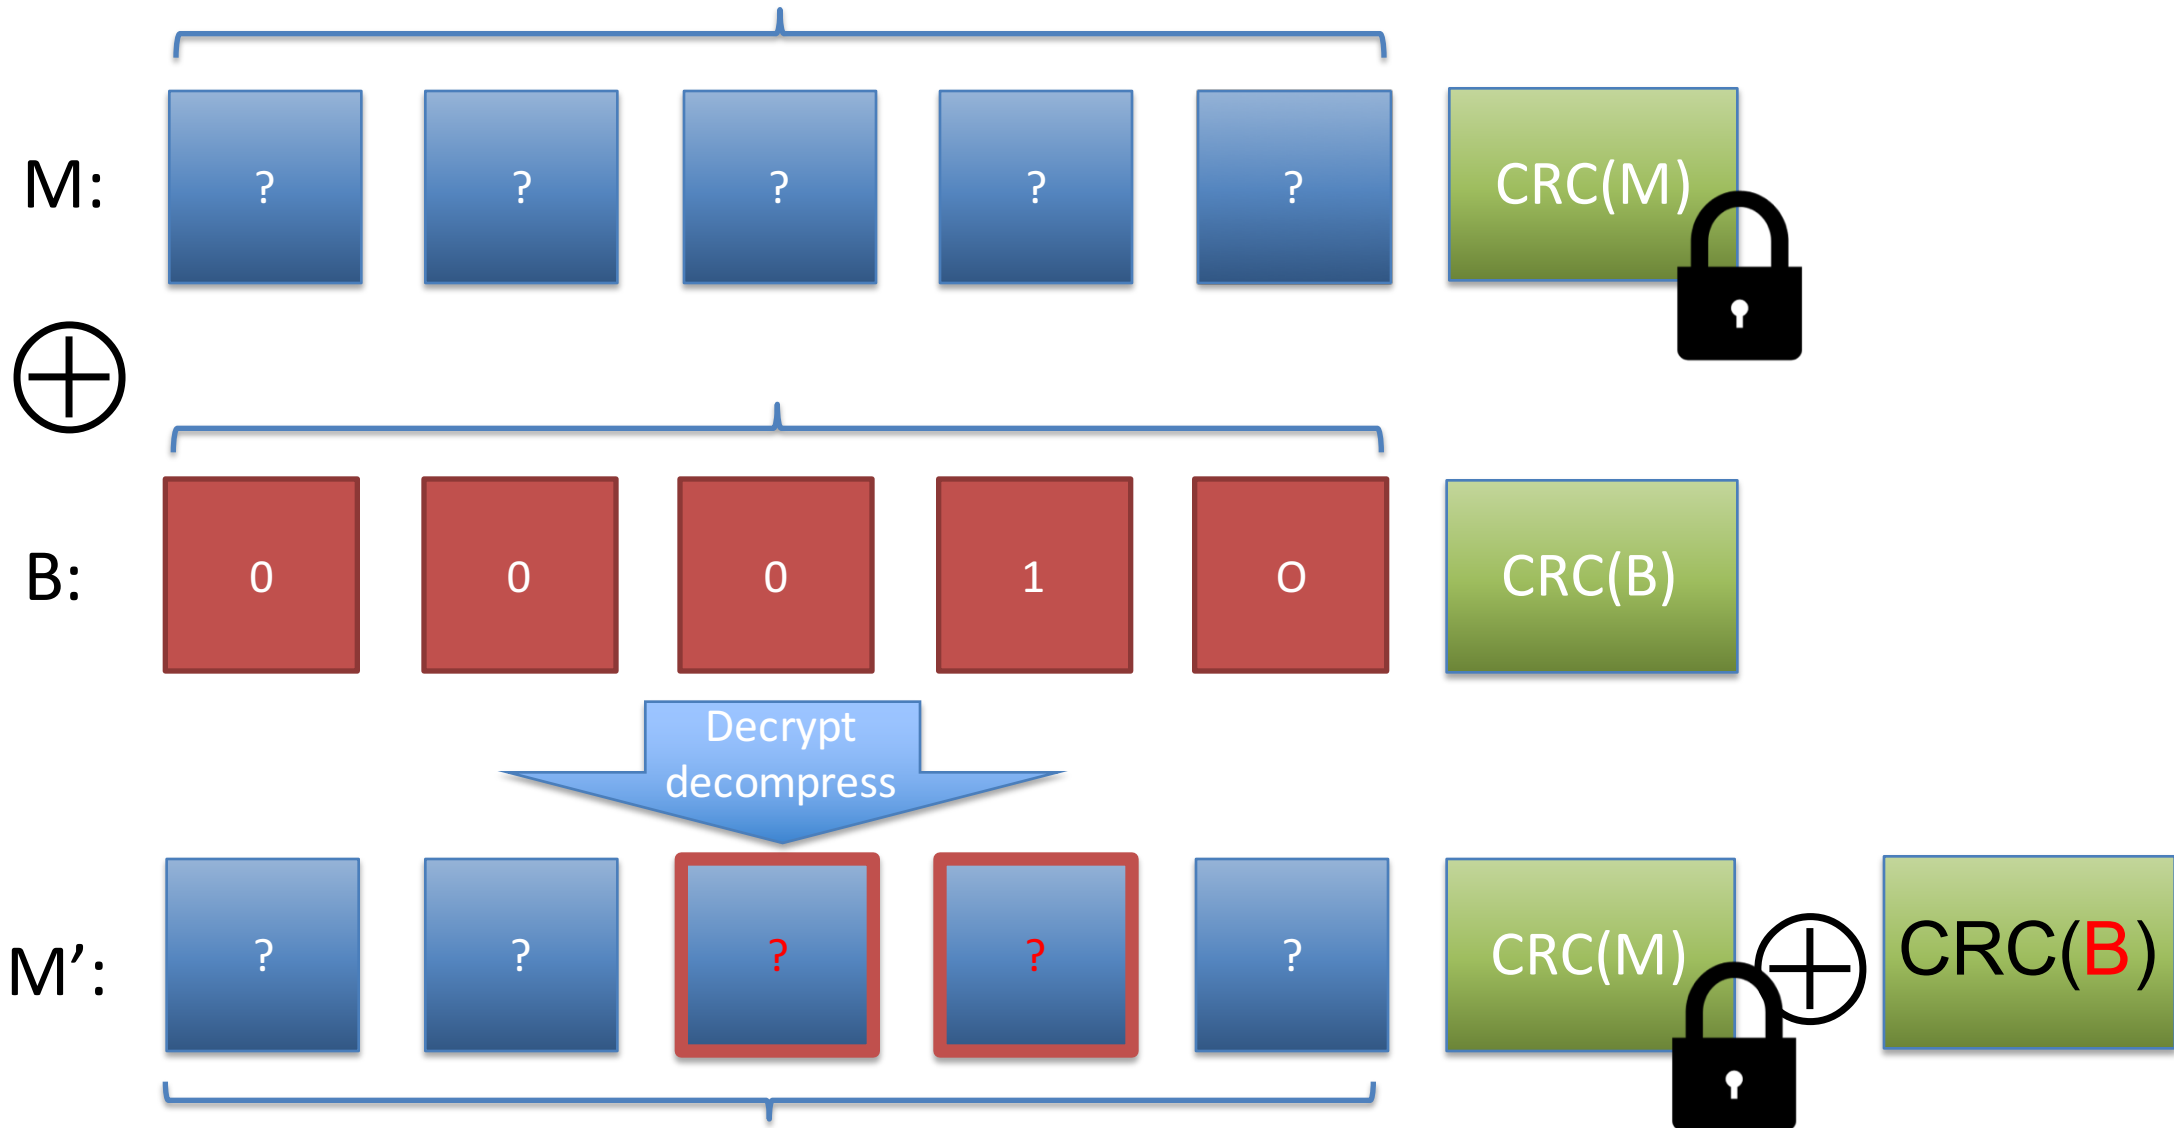 M: ? ? ? ? ? CRC(M)
B: 0 0 0 1 O CRC(B)
Decrypt
decompress
M’: ? ? ? ? ? CRC(M) CRC(B)